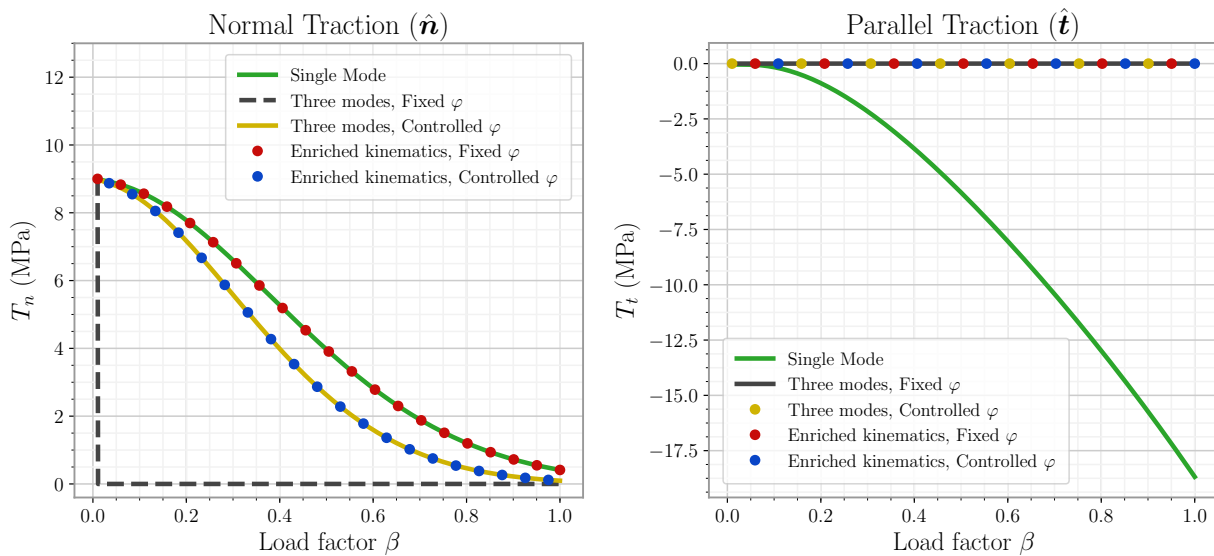 Normal Traction (n̂)
12
10
8
6
4
2
0
0.0 0.2 0.4 0.6 0.8 1.0
T_n (MPa)
Load factor β
Single Mode
Three modes, Fixed φ
Three modes, Controlled φ
Enriched kinematics, Fixed φ
Enriched kinematics, Controlled φ
Parallel Traction (t̂)
0.0
−2.5
−5.0
−7.5
−10.0
−12.5
−15.0
−17.5
0.0 0.2 0.4 0.6 0.8 1.0
T_t (MPa)
Load factor β
Single Mode
Three modes, Fixed φ
Three modes, Controlled φ
Enriched kinematics, Fixed φ
Enriched kinematics, Controlled φ